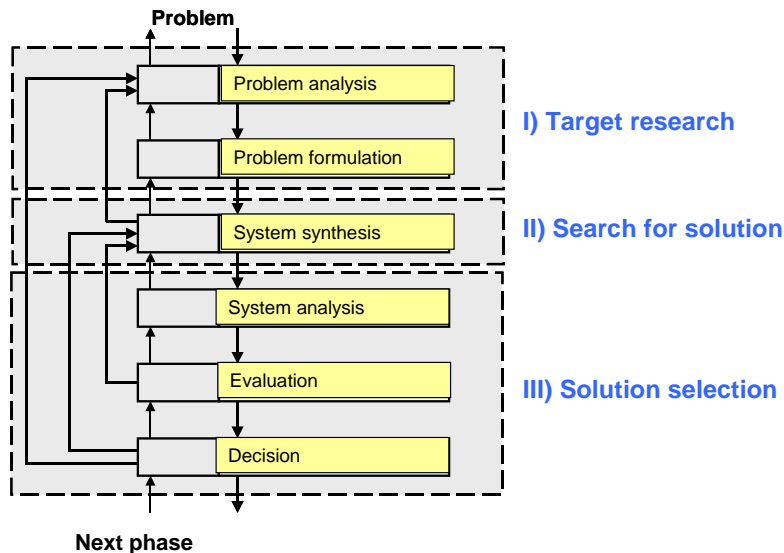 Problem
Problem analysis
I) Target research
Problem formulation
System synthesis
II) Search for solution
System analysis
Evaluation
III) Solution selection
Decision
Next phase